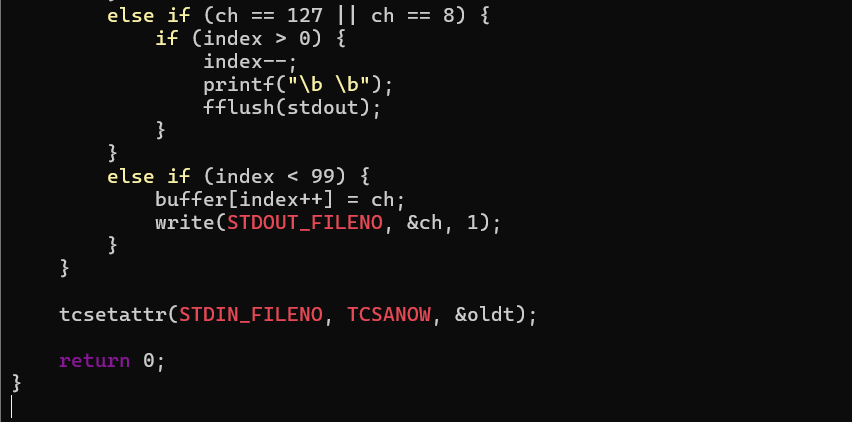 else if (ch == 127 || ch == 8) {
            if (index > 0) {
                index--;
                printf("\b \b");
                fflush(stdout);
            }
        }
        else if (index < 99) {
            buffer[index++] = ch;
            write(STDOUT_FILENO, &ch, 1);
        }
    }

    tcsetattr(STDIN_FILENO, TCSANOW, &oldt);

    return 0;
}